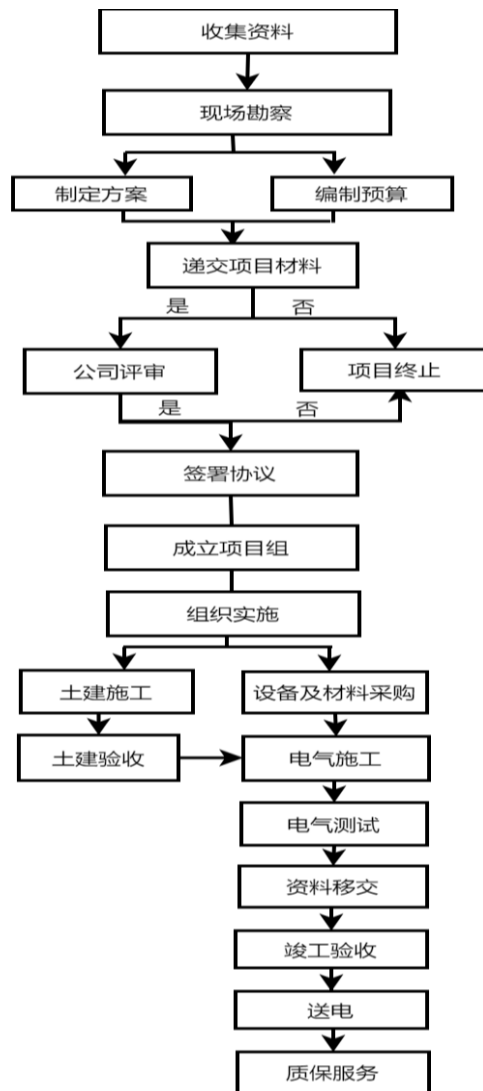 收集资料
现场勘察
制定方案
编制预算
递交项目材料
是
否
公司评审
项目终止
是
否
签署协议
成立项目组
组织实施
土建施工
设备及材料采购
土建验收
电气施工
电气测试
资料移交
竣工验收
送电
质保服务